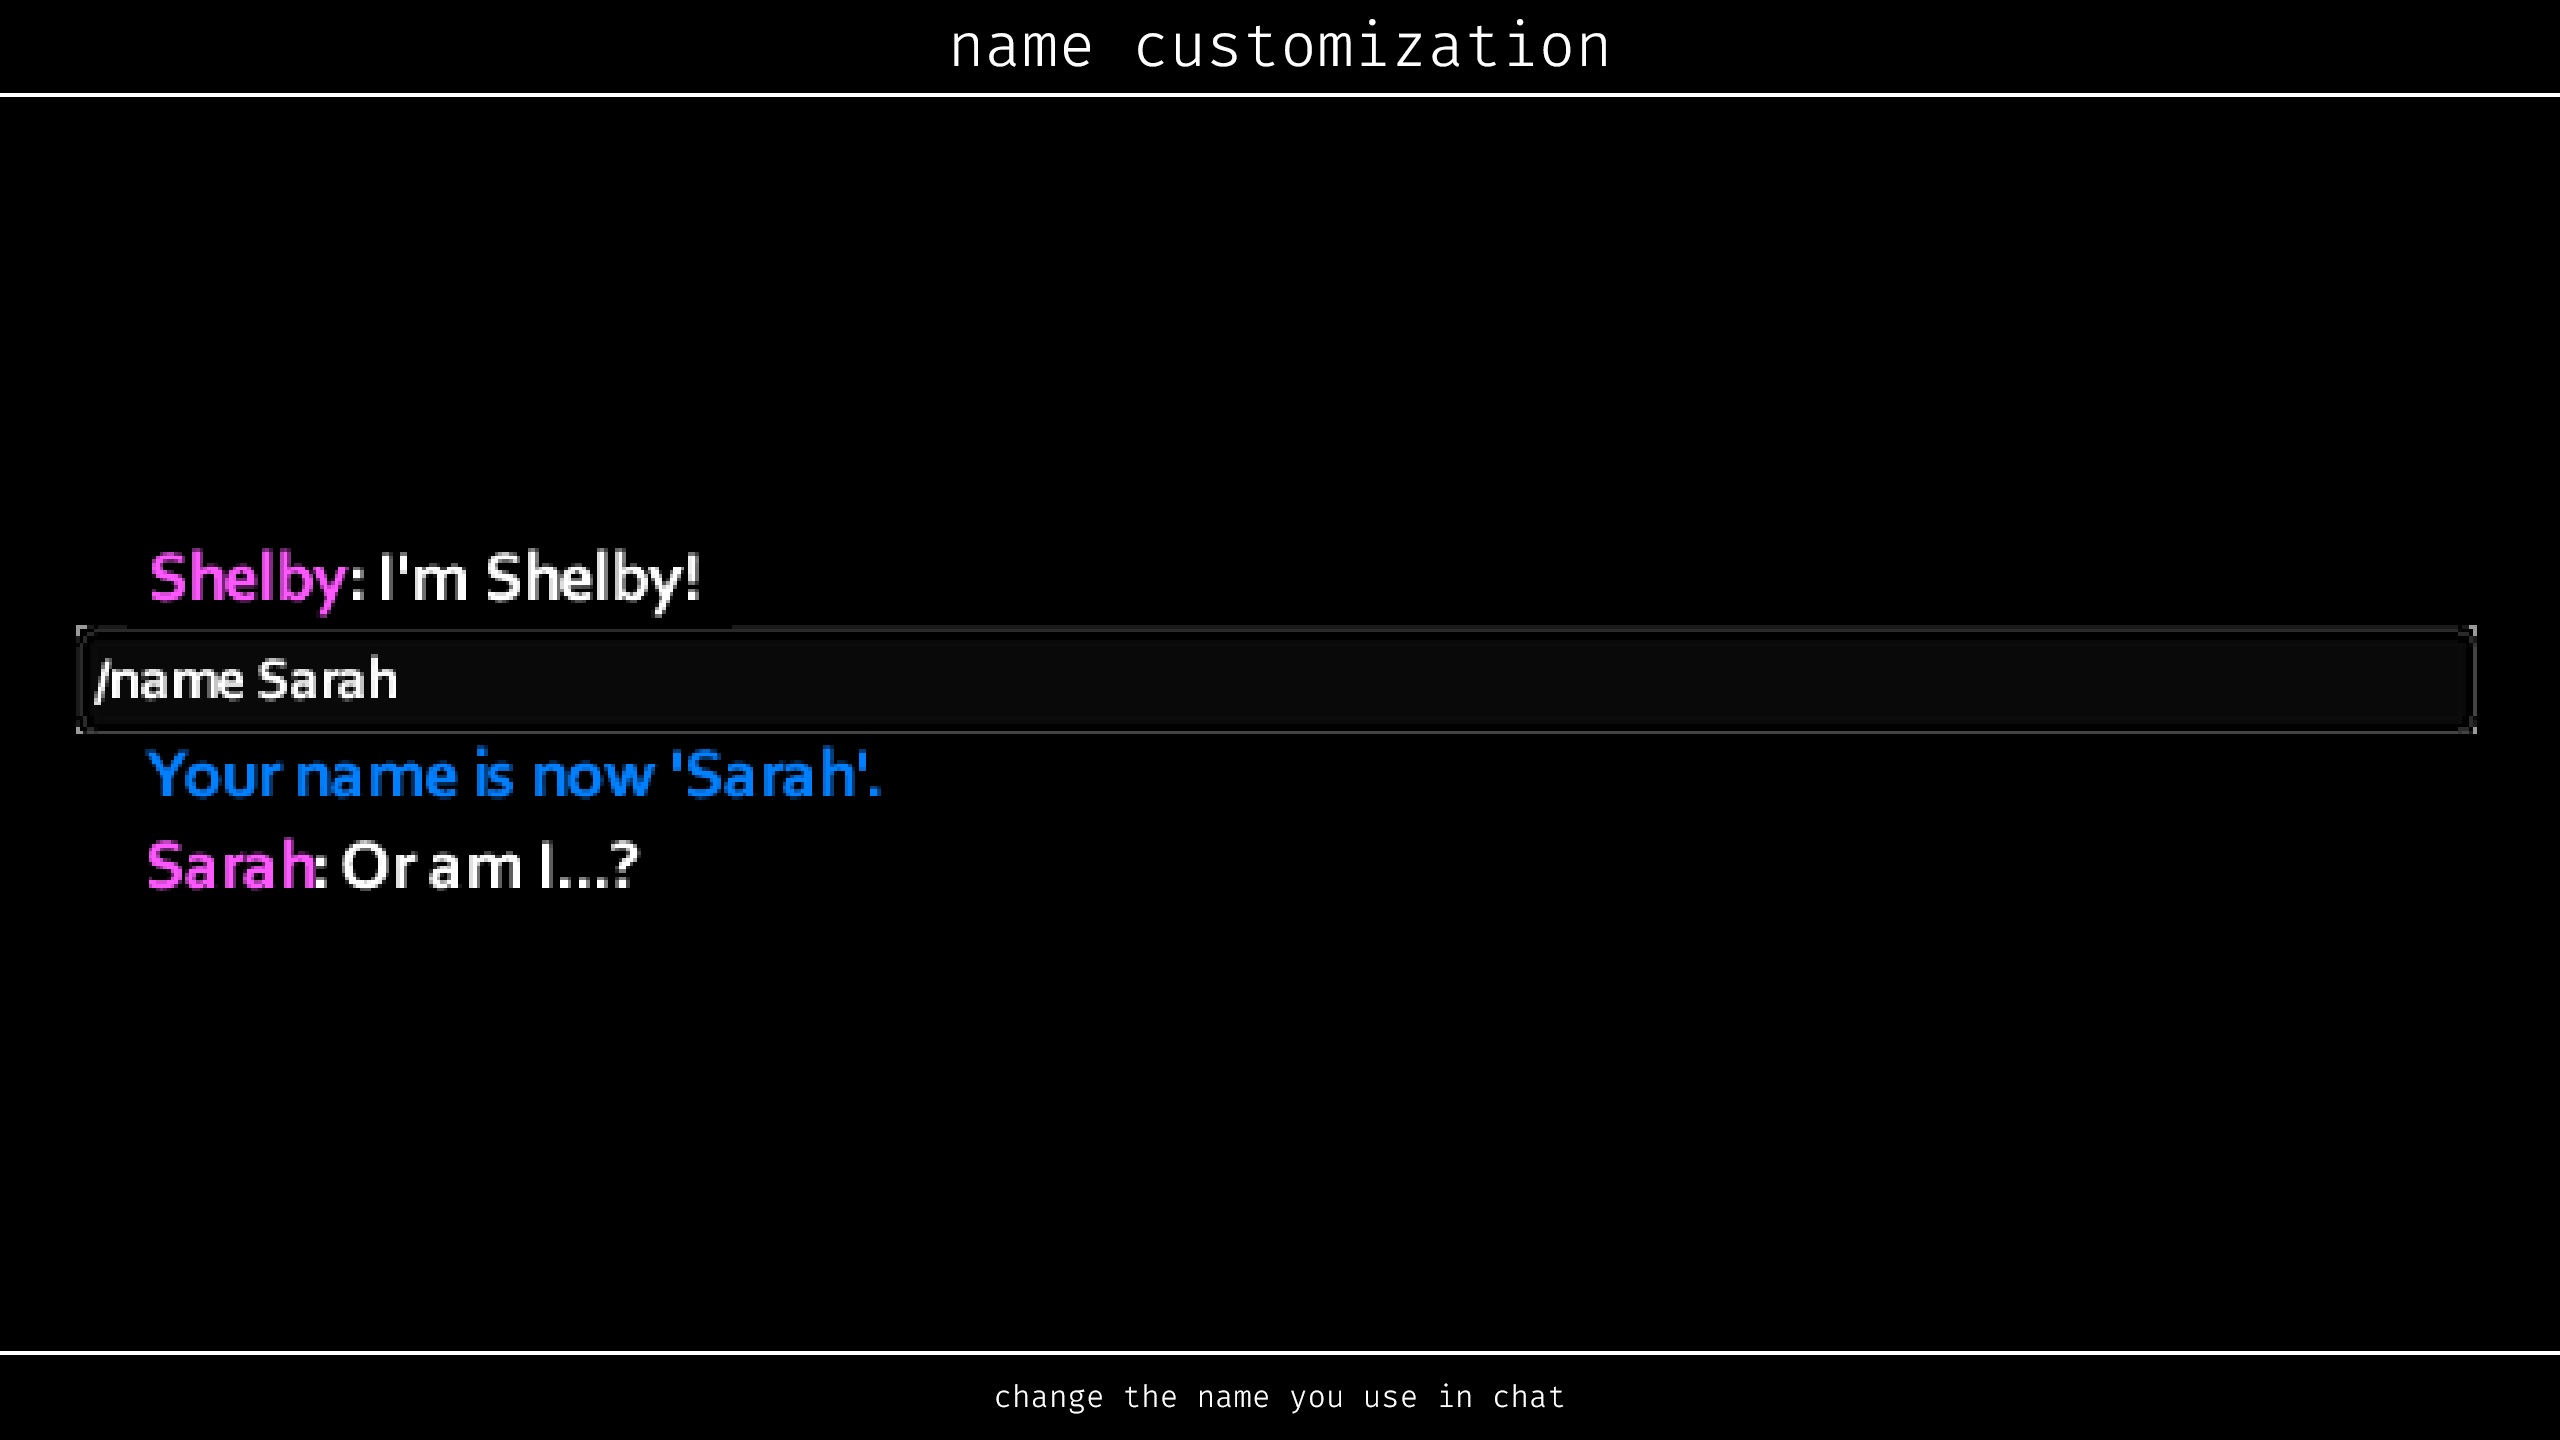 name customization
Shelby: I'm Shelby!
/name Sarah
Your name is now 'Sarah'.
Sarah: Or am I...?
change the name you use in chat